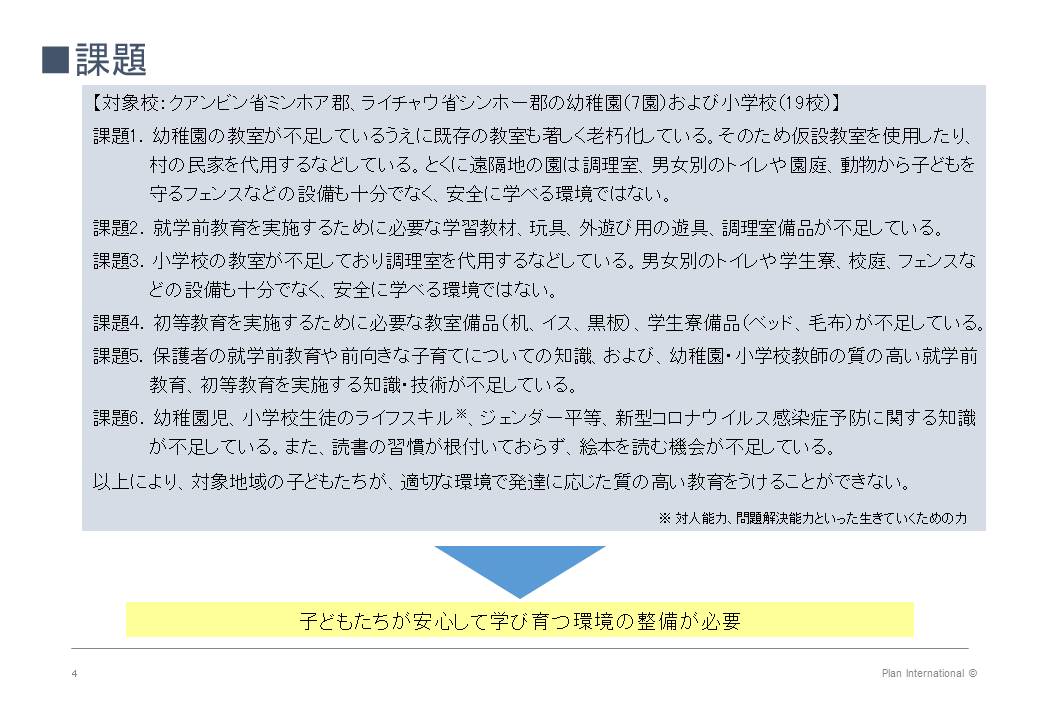 ■課題
【対象校：クアンビン省ミンホア郡、ライチャウ省シンホー郡の幼稚園（7園）および小学校（19校）】
課題1. 幼稚園の教室が不足しているうえに既存の教室も著しく老朽化している。そのため仮設教室を使用したり、
村の民家を代用するなどしている。とくに遠隔地の園は調理室、男女別のトイレや園庭、動物から子どもを
守るフェンスなどの設備も十分でなく、安全に学べる環境ではない。
課題2. 就学前教育を実施するために必要な学習教材、玩具、外遊び用の遊具、調理室備品が不足している。
課題3. 小学校の教室が不足しており調理室を代用するなどしている。男女別のトイレや学生寮、校庭、フェンスな
どの設備も十分でなく、安全に学べる環境ではない。
課題4. 初等教育を実施するために必要な教室備品（机、イス、黒板）、学生寮備品（ベッド、毛布）が不足している。
課題5. 保護者の就学前教育や前向きな子育てについての知識、および、幼稚園・小学校教師の質の高い就学前
教育、初等教育を実施する知識・技術が不足している。
課題6. 幼稚園児、小学校生徒のライフスキル※、ジェンダー平等、新型コロナウイルス感染症予防に関する知識
が不足している。また、読書の習慣が根付いておらず、絵本を読む機会が不足している。
以上により、対象地域の子どもたちが、適切な環境で発達に応じた質の高い教育をうけることができない。
※ 対人能力、問題解決能力といった生きていくための力
子どもたちが安心して学び育つ環境の整備が必要
4
Plan International ©